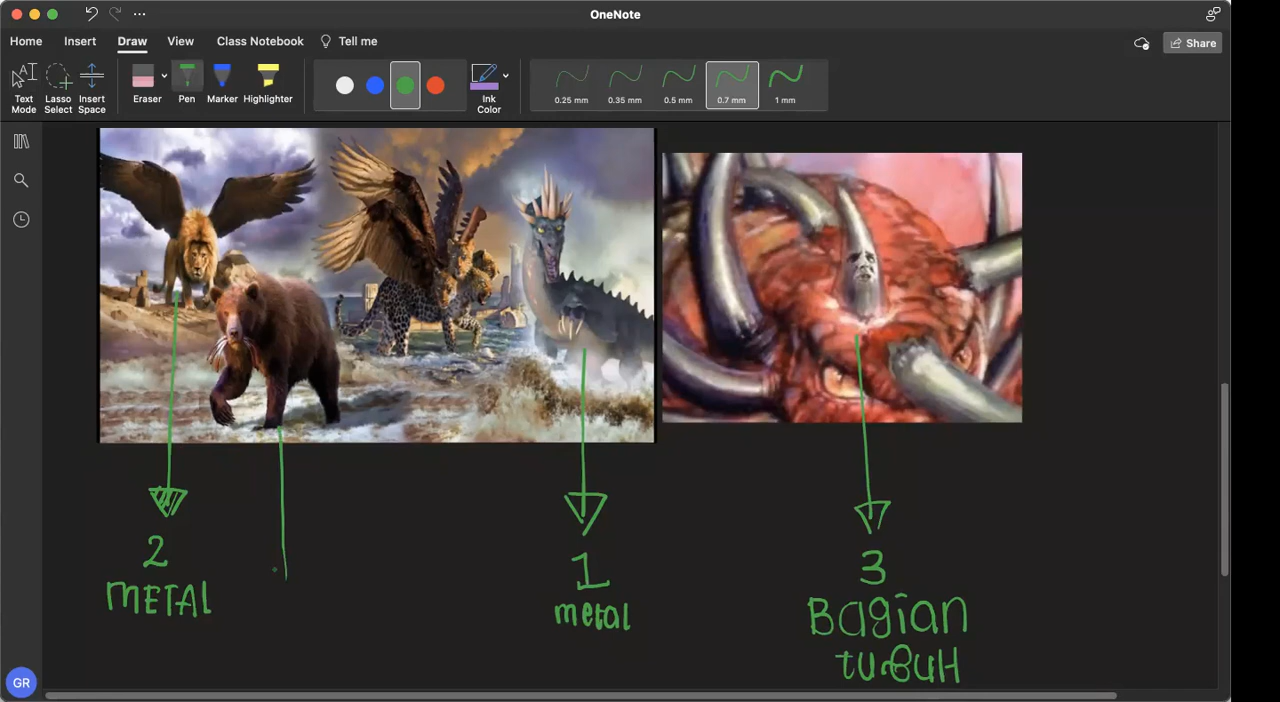 OneNote
Home Insert Draw View Class Notebook Tell me
Share
Text Mode
Lasso Select
Insert Space
Eraser
Pen
Marker
Highlighter
Ink Color
0.25 mm
0.35 mm
0.5 mm
0.7 mm
1 mm
2
METAL
1
metal
3
Bagian
tuBuH
GR